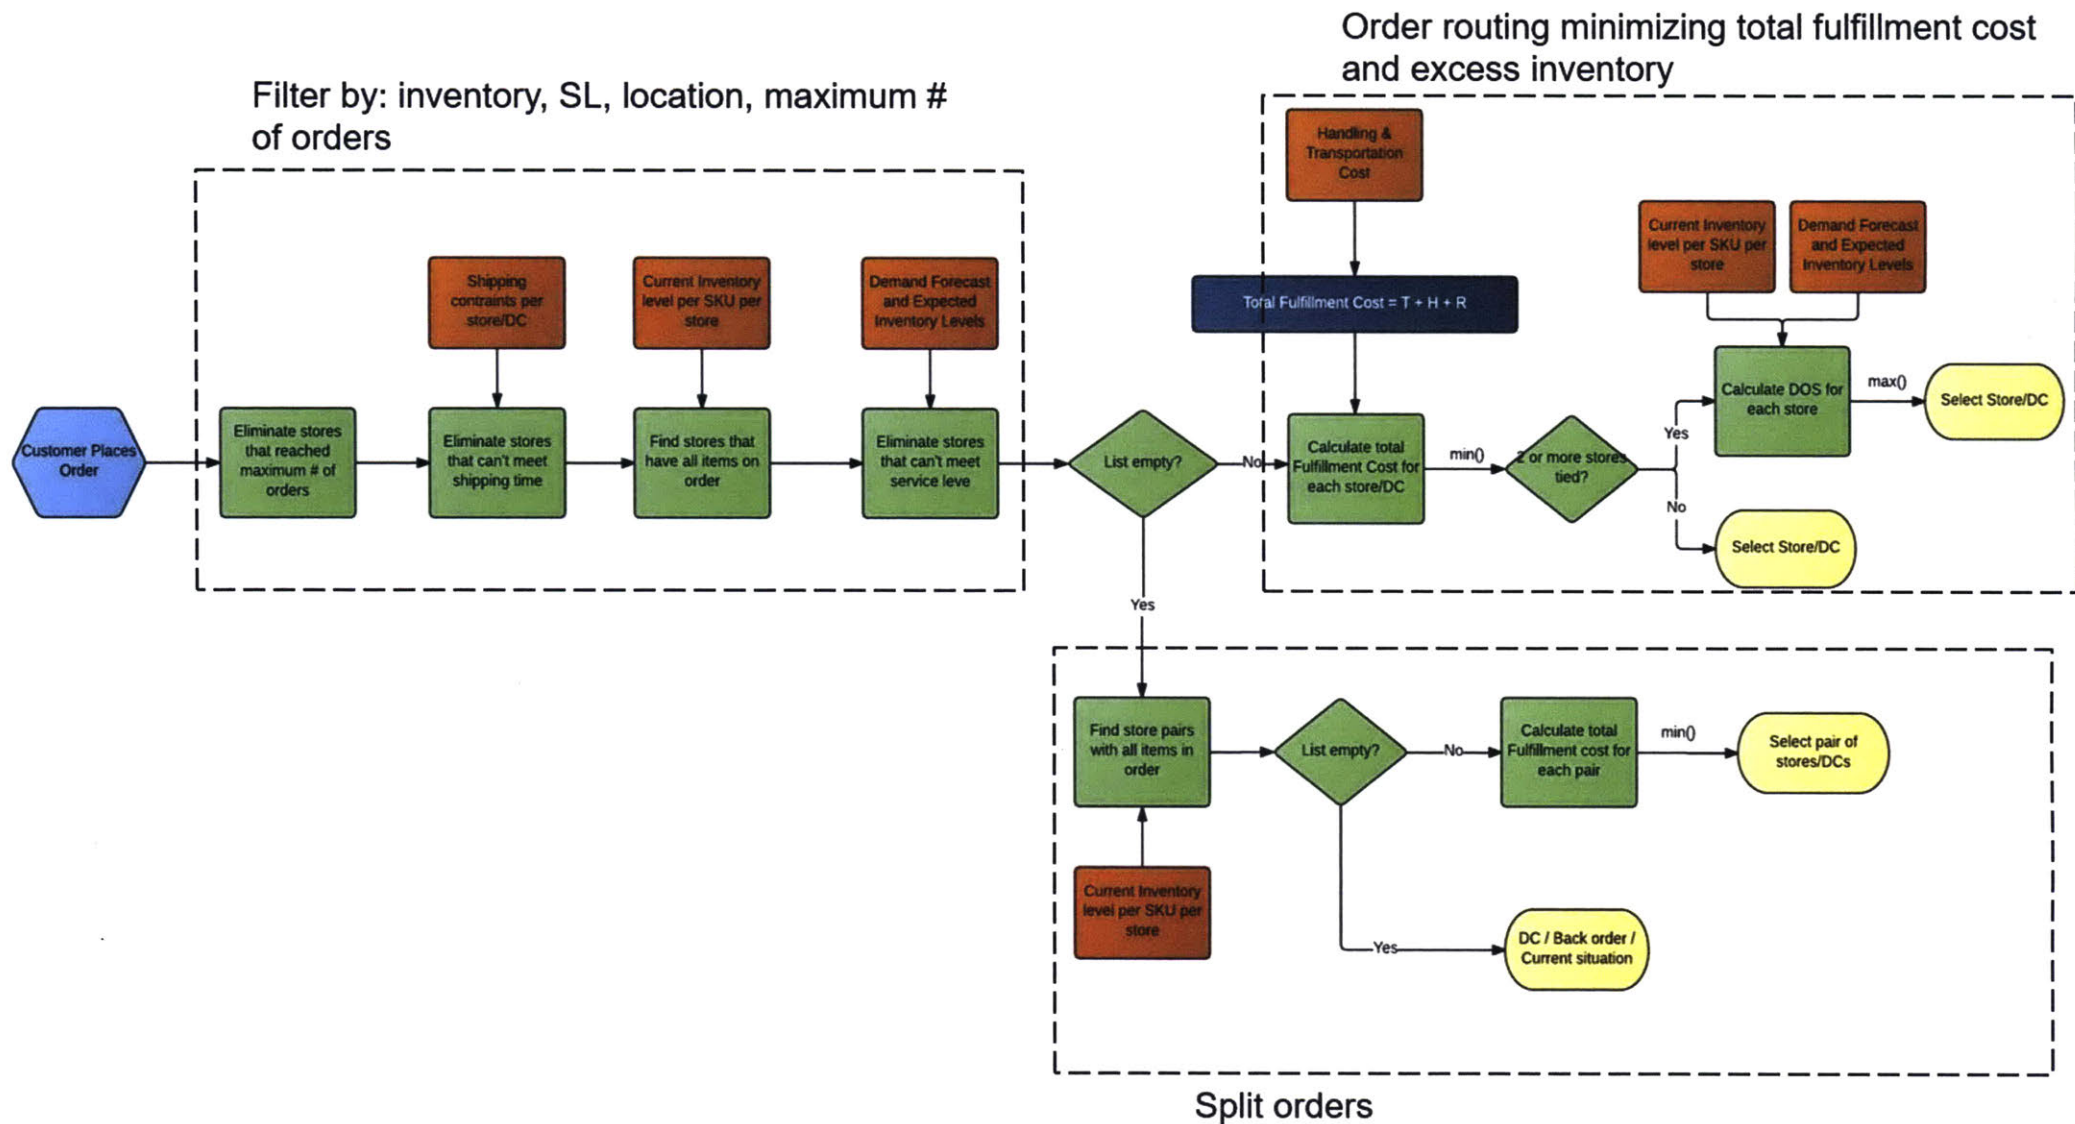 Order routing minimizing total fulfillment cost
and excess inventory
Filter by: inventory, SL, location, maximum #
of orders
Handling &
Transportation
Cost
Total Fulfillment Cost = T + H + R
Current Inventory
level per SKU per
store
Demand Forecast
and Expected
Inventory Levels
Shipping
contraints per
store/DC
Current Inventory
level per SKU per
store
Demand Forecast
and Expected
Inventory Levels
Customer Places
Order
Eliminate stores
that reached
maximum # of
orders
Eliminate stores
that can't meet
shipping time
Find stores that
have all items on
order
Eliminate stores
that can't meet
service leve
List empty?
No
Calculate total
Fulfillment Cost for
each store/DC
min()
2 or more stores
tied?
Yes
Calculate DOS for
each store
max()
Select Store/DC
No
Select Store/DC
Yes
Find store pairs
with all items in
order
List empty?
No
Calculate total
Fulfillment cost for
each pair
min()
Select pair of
stores/DCs
Current Inventory
level per SKU per
store
Yes
DC / Back order /
Current situation
Split orders